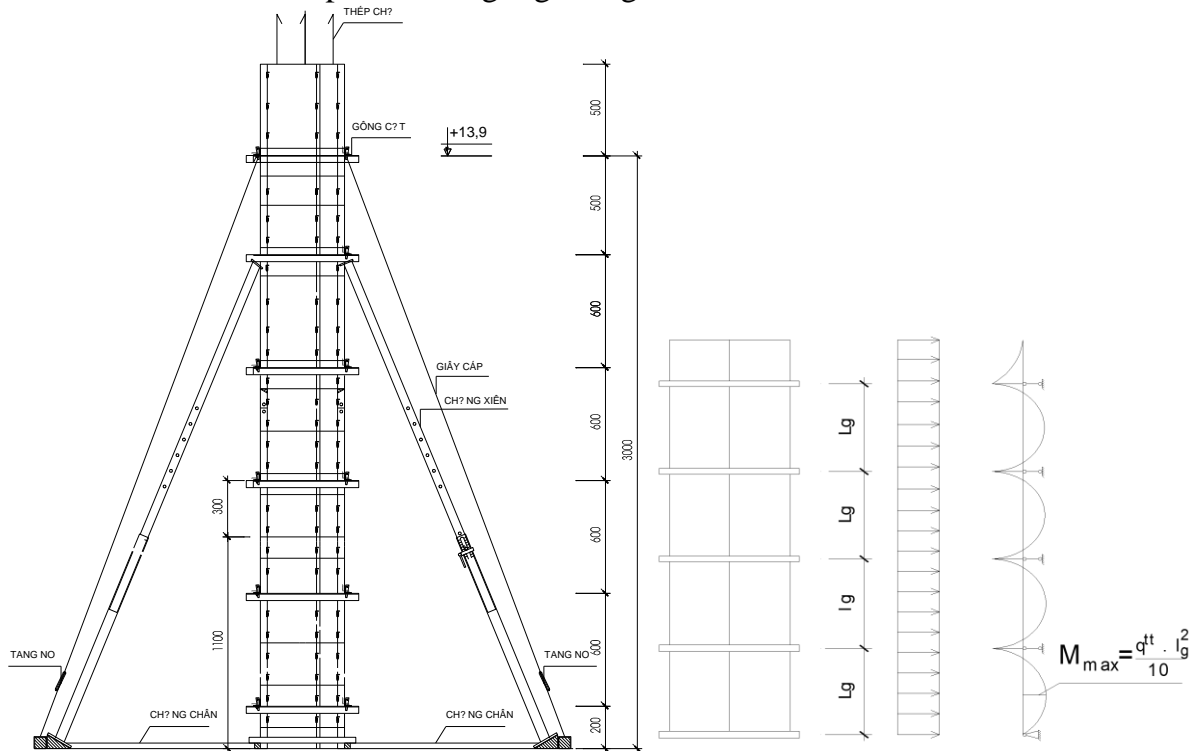 THÉP CH?
GÔNG C? T
+13,9
500
500
600
600
600
600
200
3000
GIÂY CÁP
CH? NG XIÊN
300
1100
TANG NO
TANG NO
CH? NG CHÂN
CH? NG CHÂN
Lg
Lg
lg
Lg
M max = q^tt . l_g^2 / 10